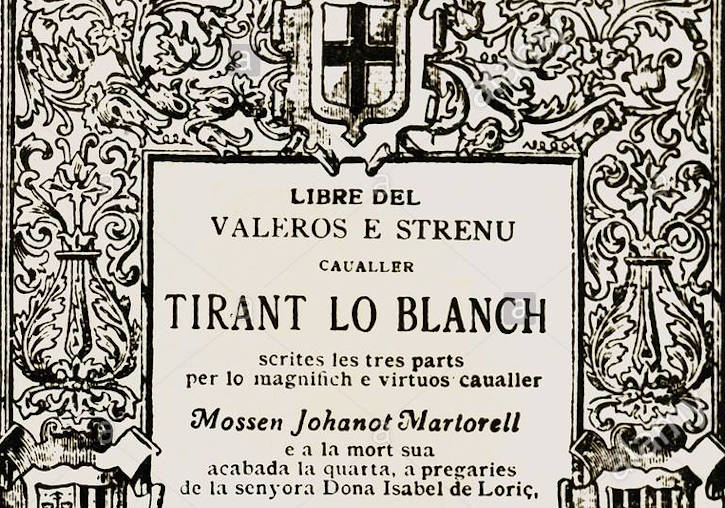 LIBRE DEL
VALEROS E STRENU
CAUALLER
TIRANT LO BLANCH
scrites les tres parts
per lo magnifich e virtuos caualler
Mossen Johanot Martorell
e a la mort sua
acabada la quarta, a pregaries
de la senyora Dona Isabel de Loriç,